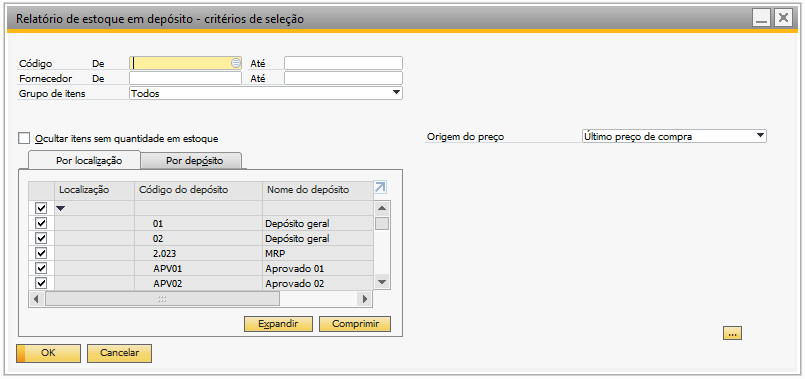 Relatório de estoque em depósito - critérios de seleção
Código De Até
Fornecedor De Até
Grupo de itens Todos
Ocultar itens sem quantidade em estoque
Origem do preço Último preço de compra
Por localização Por depósito
Localização Código do depósito Nome do depósito
01 Depósito geral
02 Depósito geral
2.023 MRP
APV01 Aprovado 01
APV02 Aprovado 02
Expandir Comprimir
...
OK Cancelar